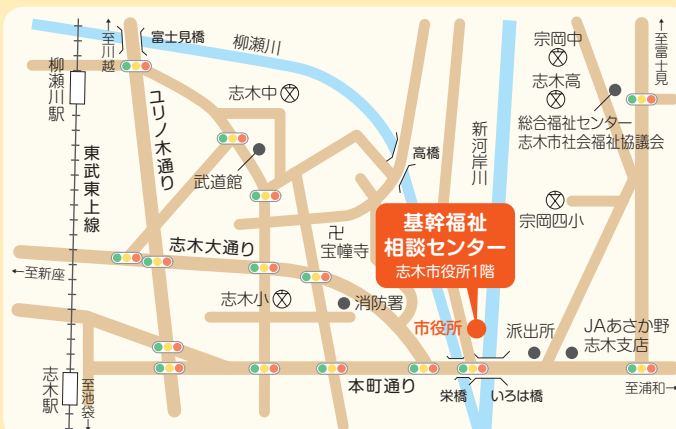 至川越
富士見橋
柳瀬川
宗岡中
至富士見
柳瀬川駅
志木中
志木高
ユリノ木通り
総合福祉センター
志木市社会福祉協議会
東武東上線
武道館
高橋
新河岸川
卍
宝幢寺
基幹福祉
相談センター
志木市役所1階
宗岡四小
志木大通り
←至新座
志木小
消防署
市役所
派出所
JAあさか野
志木支店
志木駅
至池袋
本町通り
栄橋
いろは橋
至浦和→